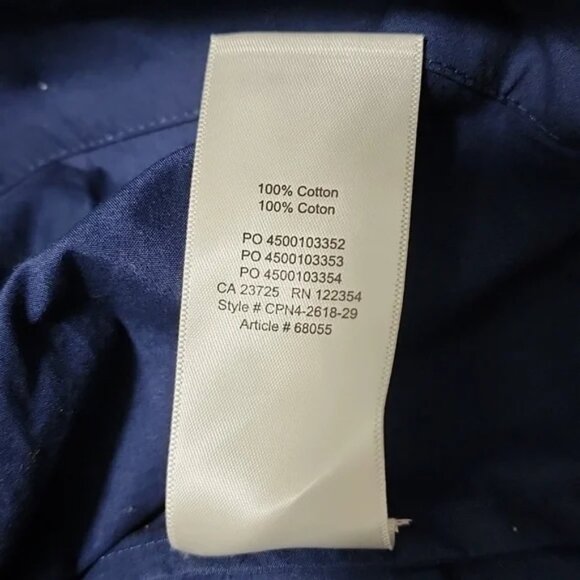 100% Cotton
100% Coton
PO 4500103352
PO 4500103353
PO 4500103354
CA 23725 RN 122354
Style # CPN4-2618-29
Article # 68055